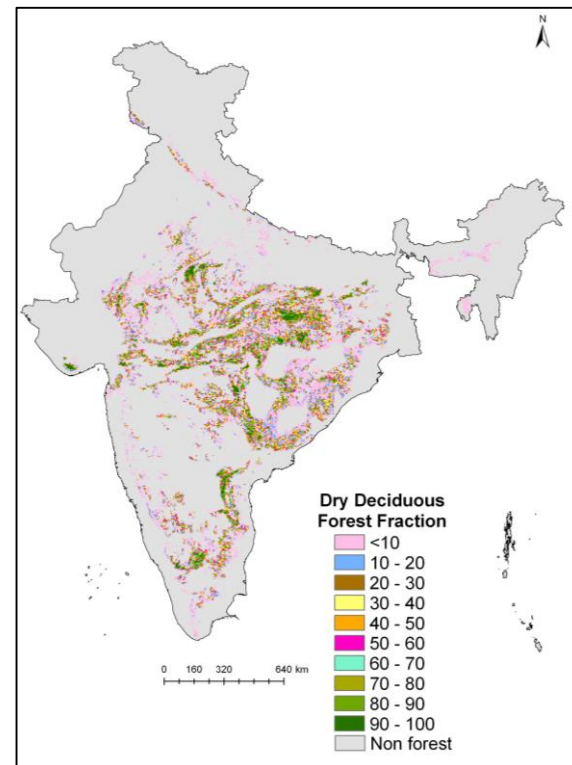 N
Dry Deciduous
Forest Fraction
<10
10 - 20
20 - 30
30 - 40
40 - 50
50 - 60
60 - 70
70 - 80
80 - 90
90 - 100
Non forest
0 160 320 640 km